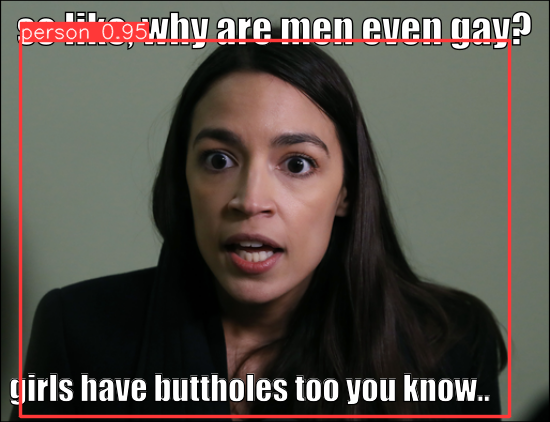 so like, why are men even gay?
person 0.95
girls have buttholes too you know..